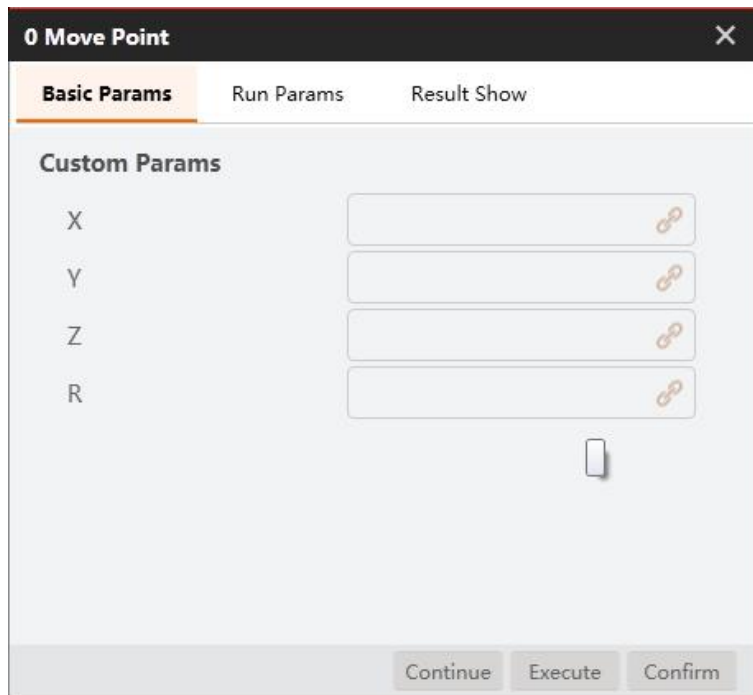 0 Move Point
Basic Params Run Params Result Show
Custom Params
X
Y
Z
R
Continue Execute Confirm